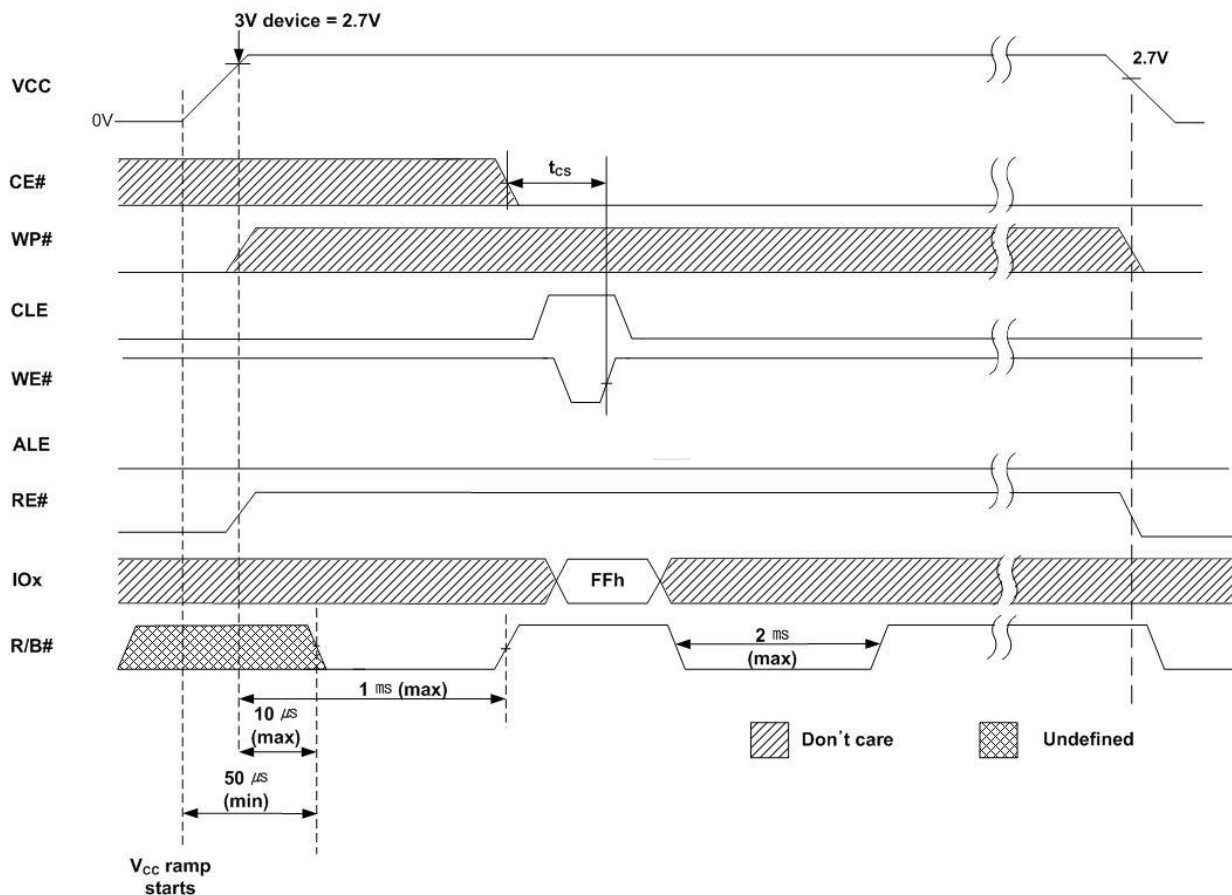 3V device = 2.7V
VCC
2.7V
0V
CE#
tCS
WP#
CLE
WE#
ALE
RE#
IOx
FFh
R/B#
2 ㎳
(max)
1 ㎳ (max)
10 ㎲
(max)
Don't care
Undefined
50 ㎲
(min)
VCC ramp
starts